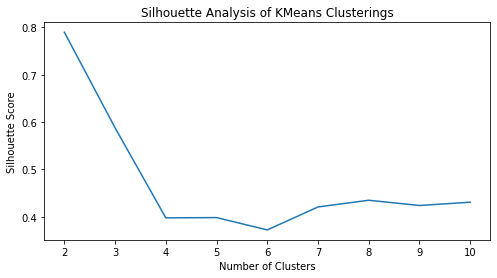 Silhouette Analysis of KMeans Clusterings
Silhouette Score
0.8
0.7
0.6
0.5
0.4
2 3 4 5 6 7 8 9 10
Number of Clusters